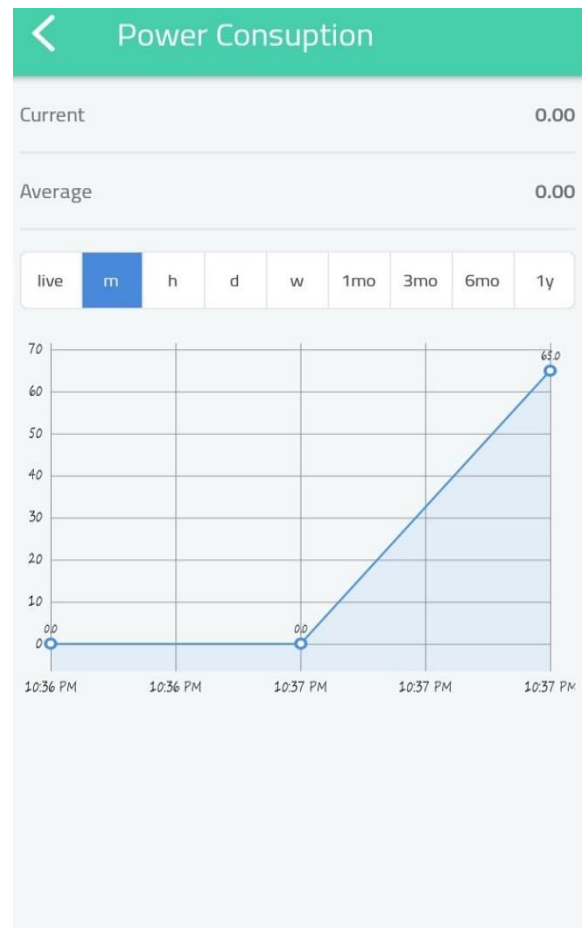 Power Consuption
Current 0.00
Average 0.00
live m h d w 1mo 3mo 6mo 1y
70
65.0
60
50
40
30
20
10
0.0 0.0
0
10:36 PM 10:36 PM 10:37 PM 10:37 PM 10:37 PM